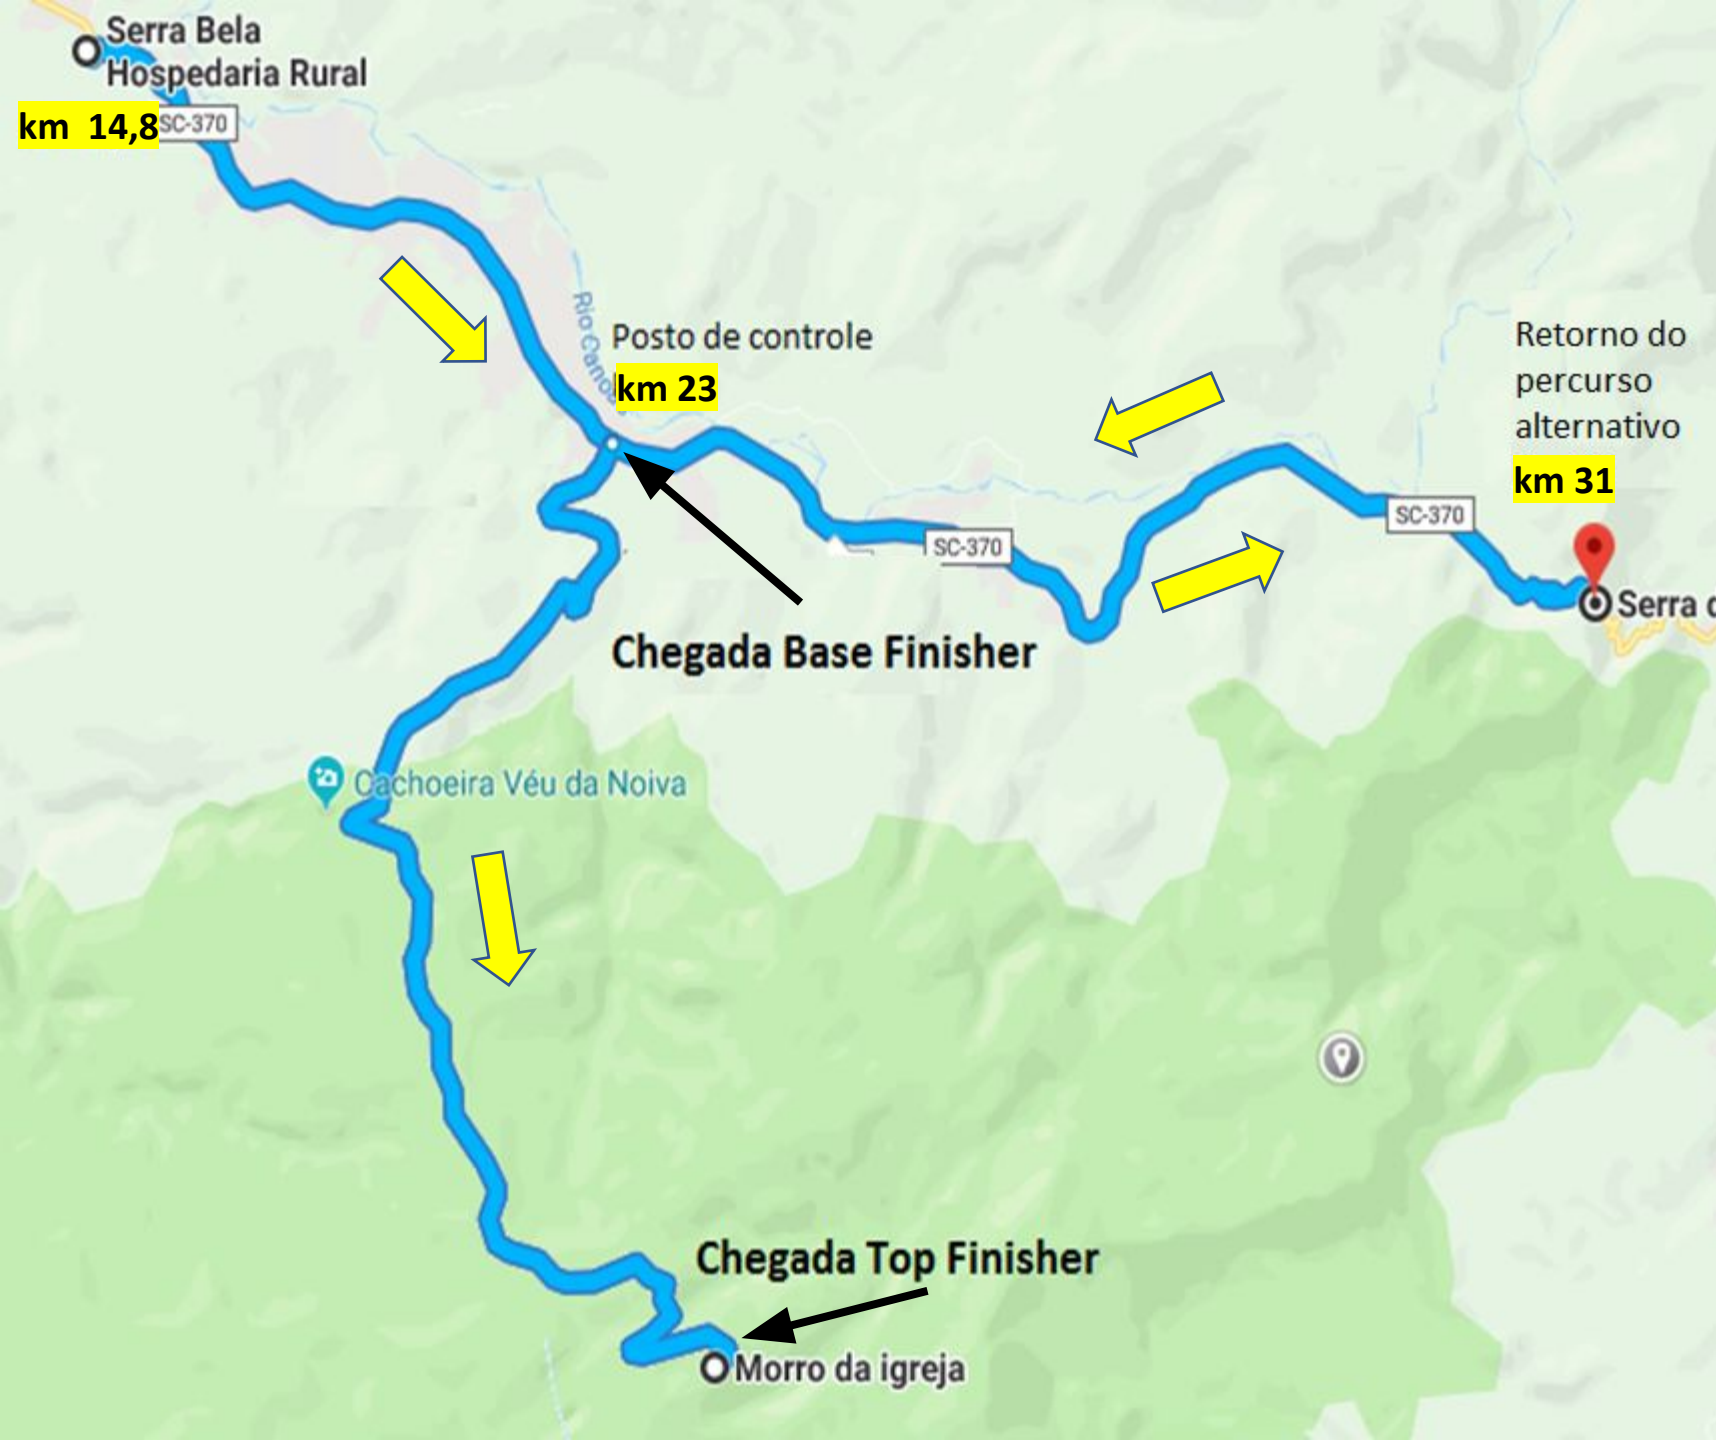 Serra Bela
Hospedaria Rural
km 14,8
SC-370
Rio Canoas
Posto de controle
km 23
Retorno do
percurso
alternativo
km 31
SC-370
SC-370
Serra d
Chegada Base Finisher
Cachoeira Véu da Noiva
Chegada Top Finisher
Morro da igreja